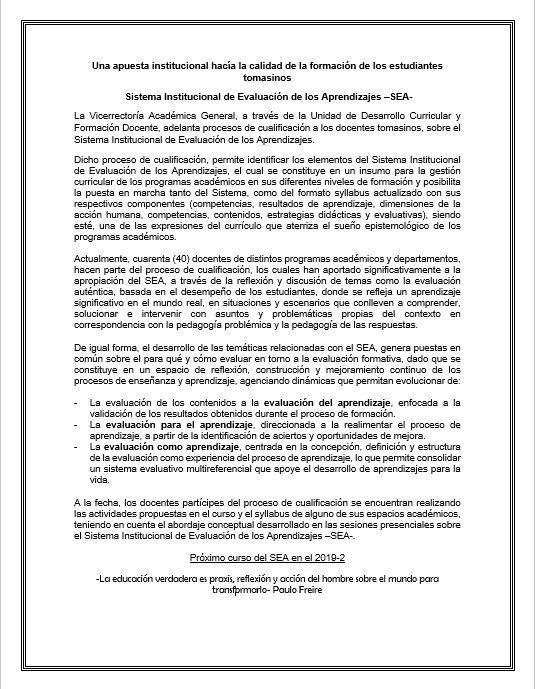 Una apuesta institucional hacía la calidad de la formación de los estudiantes
tomasinos
Sistema Institucional de Evaluación de los Aprendizajes –SEA-
La Vicerrectoría Académica General, a través de la Unidad de Desarrollo Curricular y
Formación Docente, adelanta procesos de cualificación a los docentes tomasinos, sobre el
Sistema Institucional de Evaluación de los Aprendizajes.
Dicho proceso de cualificación, permite identificar los elementos del Sistema Institucional
de Evaluación de los Aprendizajes, el cual se constituye en un insumo para la gestión
curricular de los programas académicos en sus diferentes niveles de formación y posibilita
la puesta en marcha tanto del Sistema, como del formato syllabus actualizado con sus
respectivos componentes (competencias, resultados de aprendizaje, dimensiones de la
acción humana, competencias, contenidos, estrategias didácticas y evaluativas), siendo
esté, una de las expresiones del currículo que aterriza el sueño epistemológico de los
programas académicos.
Actualmente, cuarenta (40) docentes de distintos programas académicos y departamentos,
hacen parte del proceso de cualificación, los cuales han aportado significativamente a la
apropiación del SEA, a través de la reflexión y discusión de temas como la evaluación
auténtica, basada en el desempeño de los estudiantes, donde se refleja un aprendizaje
significativo en el mundo real, en situaciones y escenarios que conlleven a comprender,
solucionar e intervenir con asuntos y problemáticas propias del contexto en
correspondencia con la pedagogía problémica y la pedagogía de las respuestas.
De igual forma, el desarrollo de las temáticas relacionadas con el SEA, genera puestas en
común sobre el para qué y cómo evaluar en torno a la evaluación formativa, dado que se
constituye en un espacio de reflexión, construcción y mejoramiento continuo de los
procesos de enseñanza y aprendizaje, agenciando dinámicas que permitan evolucionar de:
- La evaluación de los contenidos a la evaluación del aprendizaje, enfocada a la
validación de los resultados obtenidos durante el proceso de formación.
- La evaluación para el aprendizaje, direccionada a la realimentar el proceso de
aprendizaje, a partir de la identificación de aciertos y oportunidades de mejora.
- La evaluación como aprendizaje, centrada en la concepción, definición y estructura
de la evaluación como experiencia del proceso de aprendizaje, lo que permite consolidar
un sistema evaluativo multireferencial que apoye el desarrollo de aprendizajes para la
vida.
A la fecha, los docentes partícipes del proceso de cualificación se encuentran realizando
las actividades propuestas en el curso y el syllabus de alguno de sus espacios académicos,
teniendo en cuenta el abordaje conceptual desarrollado en las sesiones presenciales sobre
el Sistema Institucional de Evaluación de los Aprendizajes –SEA-.
Próximo curso del SEA en el 2019-2
-La educación verdadera es praxis, reflexión y acción del hombre sobre el mundo para
transformarlo- Paulo Freire